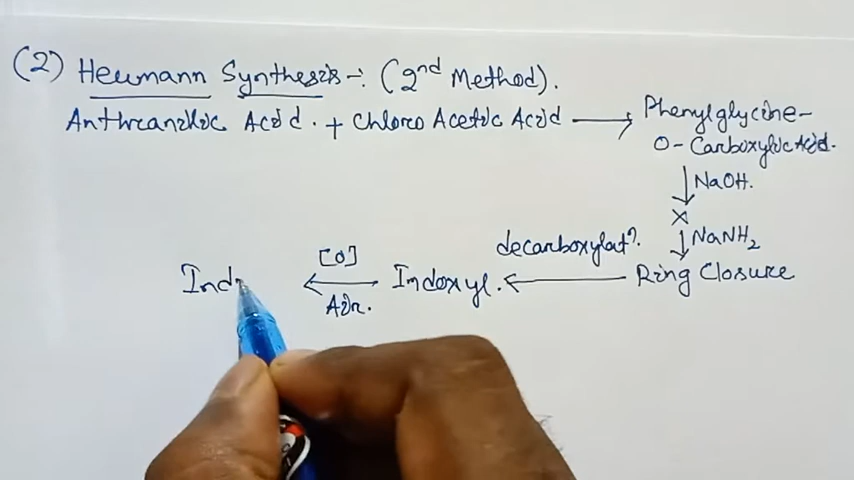 (2) Heumann Synthesis -: (2nd Method).
Anthranilic Acid. + Chloro Acetic Acid ⟶ Phenylglycine-
O-Carboxylic Acid.
↓ NaOH.
X
↓ NaNH2
Ring Closure
decarboxylatn.
⟵ Indoxyl.
[O]
⟵
Air.
Ind